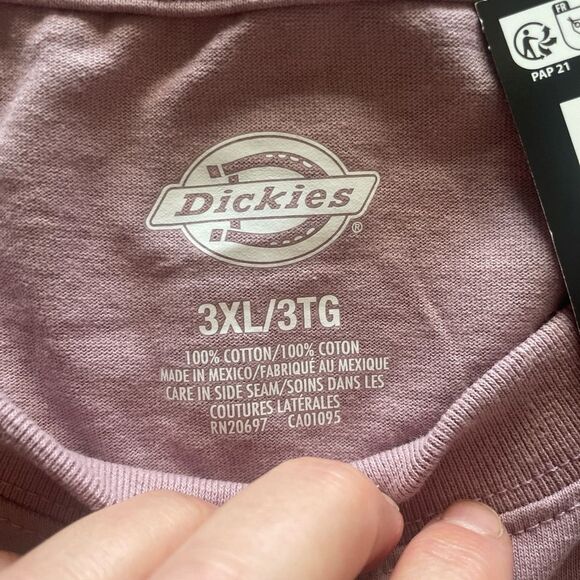 FR
PAP 21
Dickies
®
3XL/3TG
100% COTTON/100% COTON
MADE IN MEXICO/FABRIQUÉ AU MEXIQUE
CARE IN SIDE SEAM/SOINS DANS LES
COUTURES LATÉRALES
RN20697 CA01095